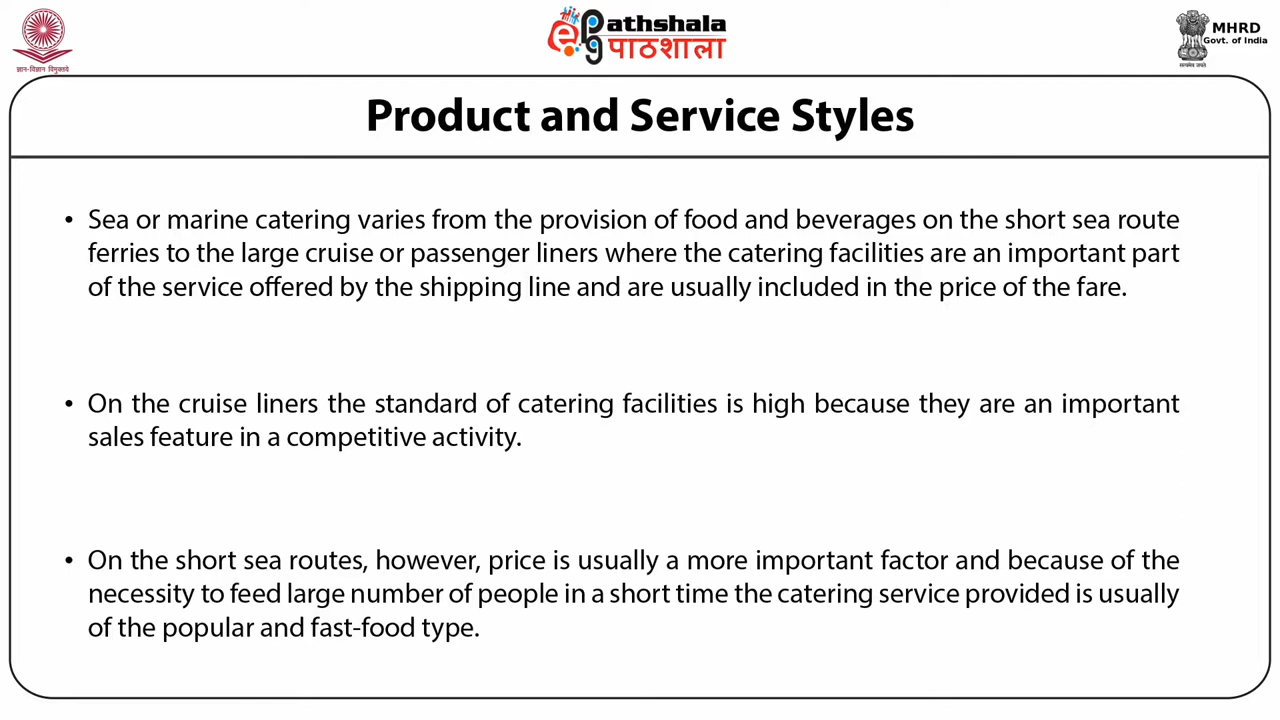 ज्ञान-विज्ञान विमुक्तये
ePathshala
पाठशाला
MHRD
Govt. of India
सत्यमेव जयते
Product and Service Styles
• Sea or marine catering varies from the provision of food and beverages on the short sea route
ferries to the large cruise or passenger liners where the catering facilities are an important part
of the service offered by the shipping line and are usually included in the price of the fare.
• On the cruise liners the standard of catering facilities is high because they are an important
sales feature in a competitive activity.
• On the short sea routes, however, price is usually a more important factor and because of the
necessity to feed large number of people in a short time the catering service provided is usually
of the popular and fast-food type.